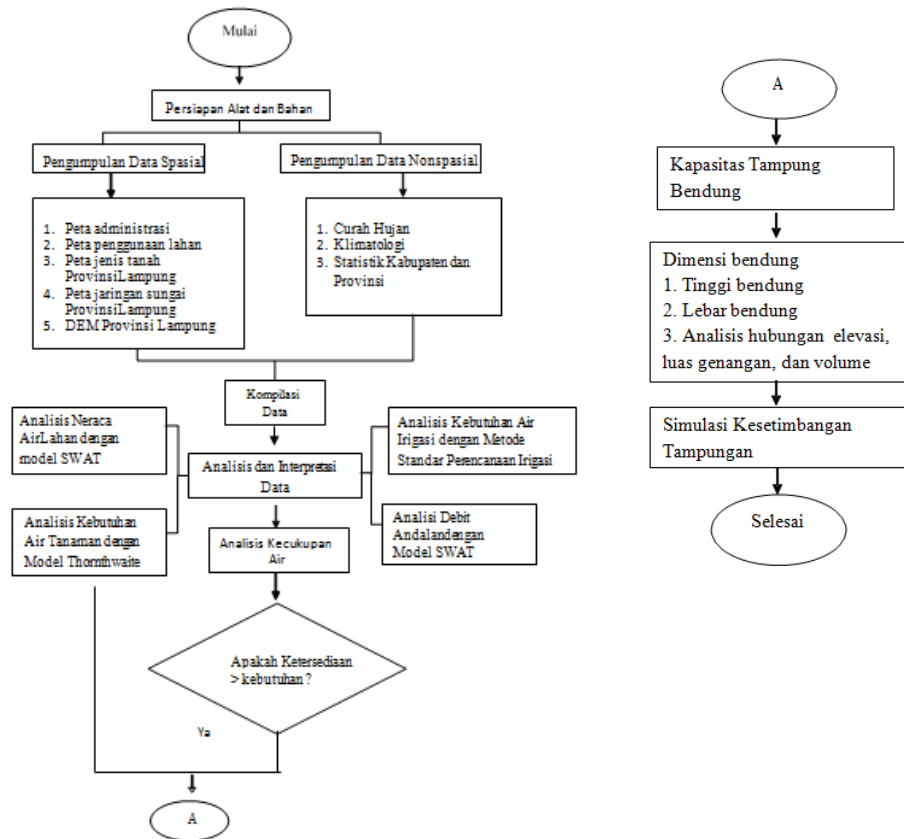 Mulai
Persiapan Alat dan Bahan
Pengumpulan Data Spasial
Pengumpulan Data Nonspasial
1. Peta administrasi
2. Peta penggunaan lahan
3. Peta jenis tanah
ProvinsiLampung
4. Peta jaringan sungai
ProvinsiLampung
5. DEM Provinsi Lampung
1. Curah Hujan
2. Klimatologi
3. Statistik Kabupaten dan
Provinsi
Kompilasi
Data
Analisis Neraca
AirLahan dengan
model SWAT
Analisis Kebutuhan Air
Irigasi dengan Metode
Standar Perencanaan Irigasi
Analisis dan Interpretasi
Data
Analisis Kebutuhan
Air Tanaman dengan
Model Thornthwaite
Analisi Debit
Andalandengan
Model SWAT
Analisis Kecukupan
Air
Apakah Ketersediaan
> kebutuhan ?
Ya
A
A
Kapasitas Tampung
Bendung
Dimensi bendung
1. Tinggi bendung
2. Lebar bendung
3. Analisis hubungan elevasi,
luas genangan, dan volume
Simulasi Kesetimbangan
Tampungan
Selesai